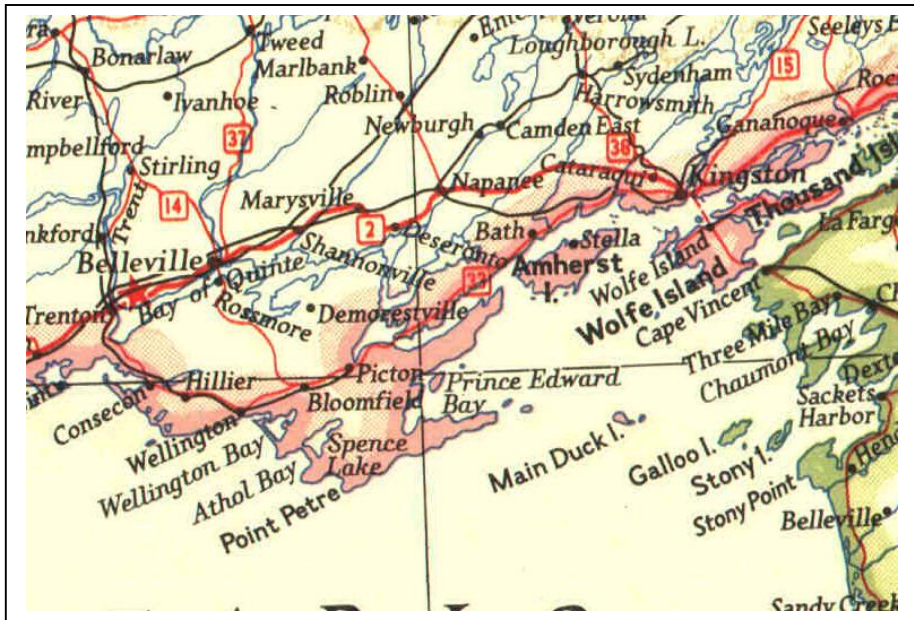 Tweed
Bonarlaw
Marlbank
Loughborough L.
Seeleys
Sydenham
15
River
Ivanhoe
Roblin
Harrowsmith
37
Newburgh
Camden East
Gananoque
38
Stirling
Cataraqui
Kingston
Napanee
Trent
14
Marysville
Thousand
2
Deseronto
Bath
Stella
Belleville
Shannonville
Amherst
I.
Wolfe Island
Wolfe Island
Bay of Quinte
Rossmore
33
Cape Vincent
Trenton
Demorestville
Three Mile Bay
Chaumont Bay
Hillier
Picton
Prince Edward
Bay
Consecon
Bloomfield
Sackets
Harbor
Wellington
Wellington Bay
Spence
Lake
Main Duck I.
Galloo I.
Stony I.
Athol Bay
Stony Point
Point Petre
Belleville
Sandy Creek